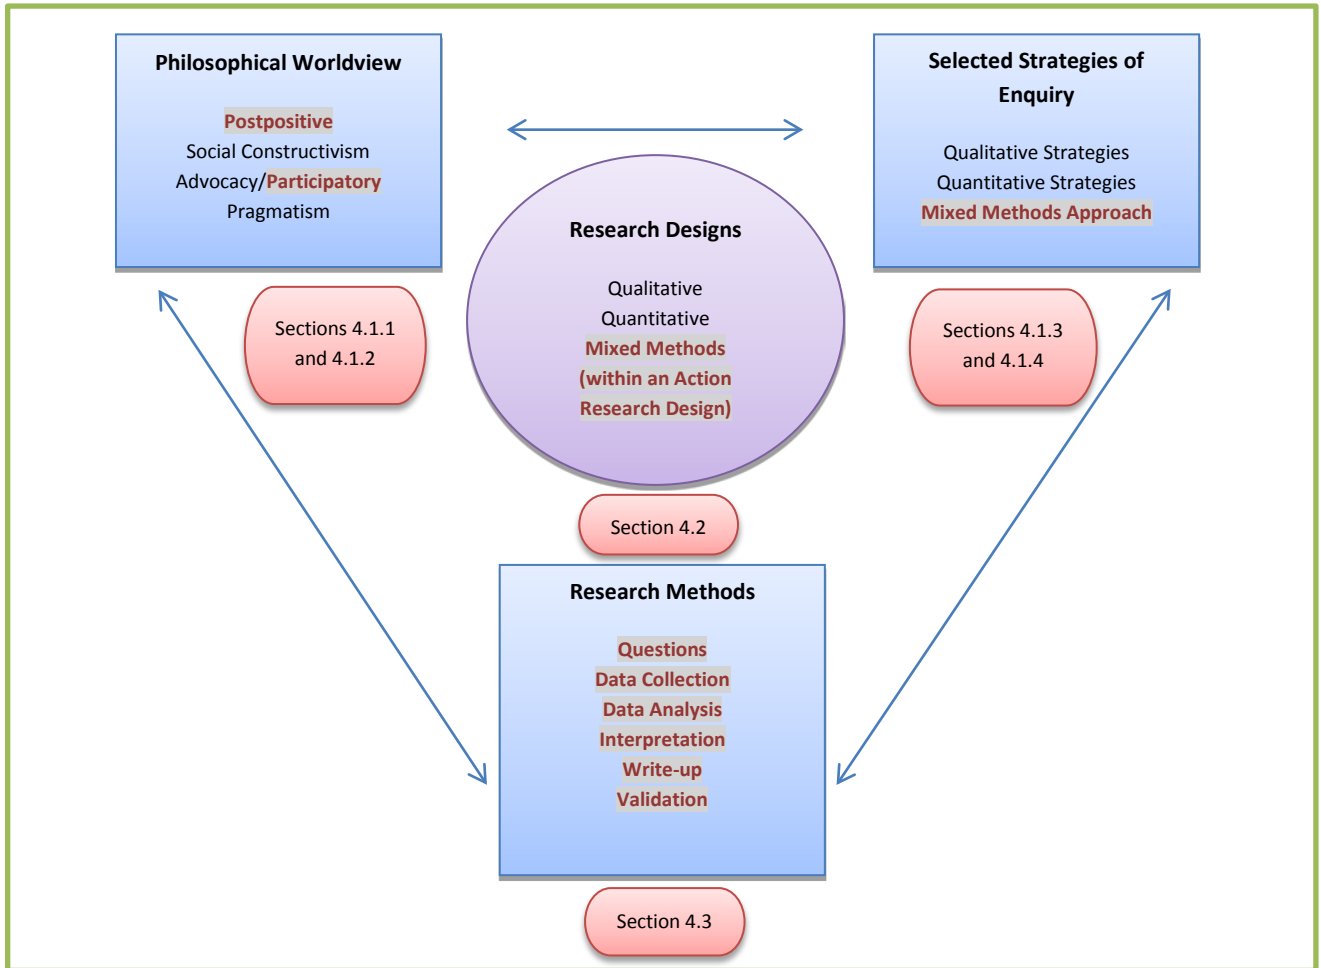 Philosophical Worldview
Postpositive
Social Constructivism
Advocacy/Participatory
Pragmatism
Selected Strategies of
Enquiry
Qualitative Strategies
Quantitative Strategies
Mixed Methods Approach
Research Designs
Qualitative
Quantitative
Mixed Methods
(within an Action
Research Design)
Sections 4.1.1
and 4.1.2
Sections 4.1.3
and 4.1.4
Section 4.2
Research Methods
Questions
Data Collection
Data Analysis
Interpretation
Write-up
Validation
Section 4.3